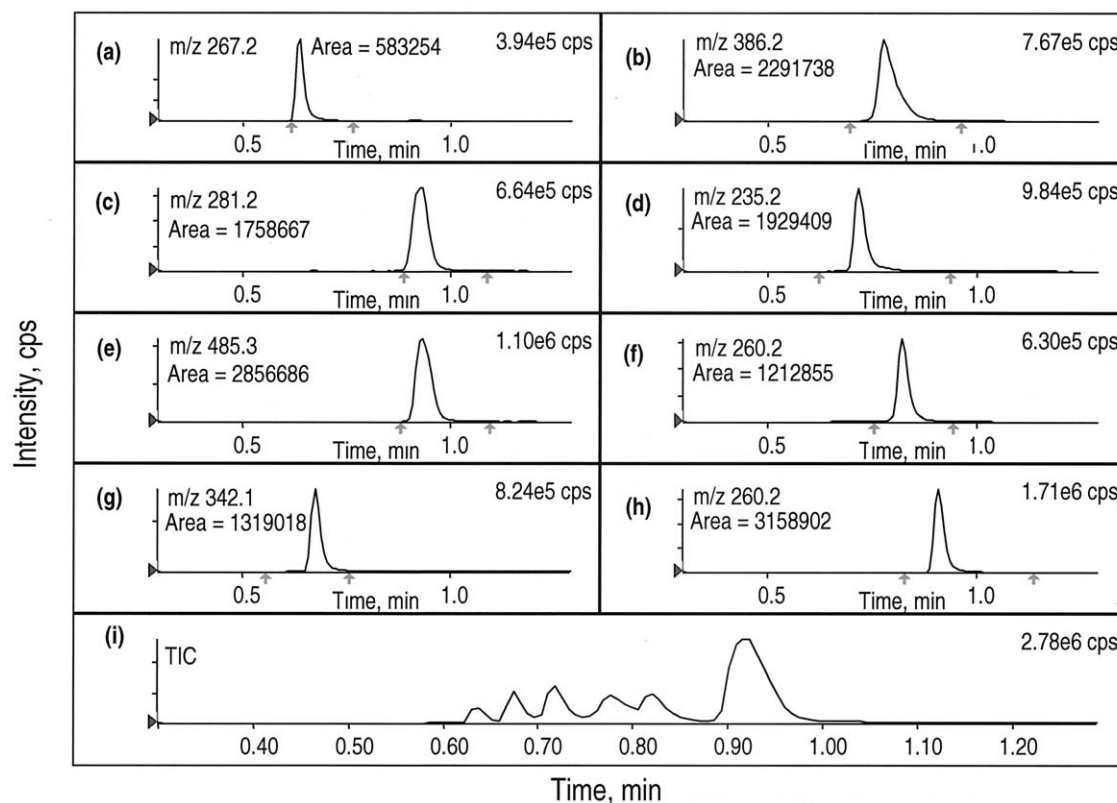 (a) m/z 267.2 Area = 583254 3.94e5 cps
0.5 1.0
Time, min
(b) m/z 386.2 7.67e5 cps
Area = 2291738
0.5 1.0
Time, min
(c) m/z 281.2 6.64e5 cps
Area = 1758667
0.5 1.0
Time, min
(d) m/z 235.2 9.84e5 cps
Area = 1929409
0.5 1.0
Time, min
(e) m/z 485.3 1.10e6 cps
Area = 2856686
0.5 1.0
Time, min
(f) m/z 260.2 6.30e5 cps
Area = 1212855
0.5 1.0
Time, min
(g) m/z 342.1 8.24e5 cps
Area = 1319018
0.5 1.0
Time, min
(h) m/z 260.2 1.71e6 cps
Area = 3158902
0.5 1.0
Time, min
(i) TIC 2.78e6 cps
0.40 0.50 0.60 0.70 0.80 0.90 1.00 1.10 1.20
Time, min
Intensity, cps